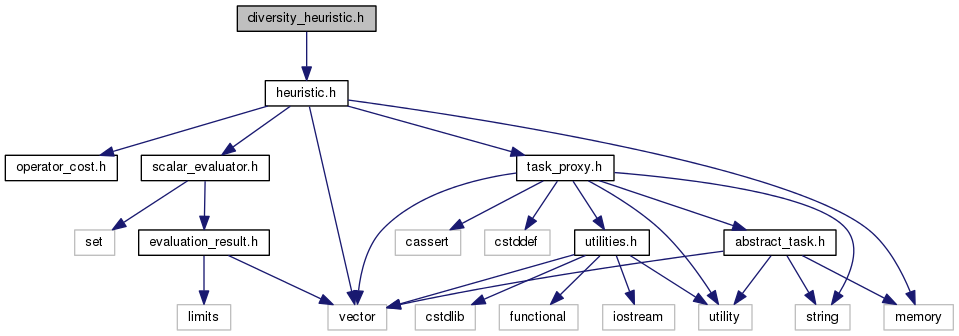 diversity_heuristic.h
heuristic.h
operator_cost.h
scalar_evaluator.h
task_proxy.h
set
evaluation_result.h
cassert
cstddef
utilities.h
abstract_task.h
limits
vector
cstdlib
functional
iostream
utility
string
memory